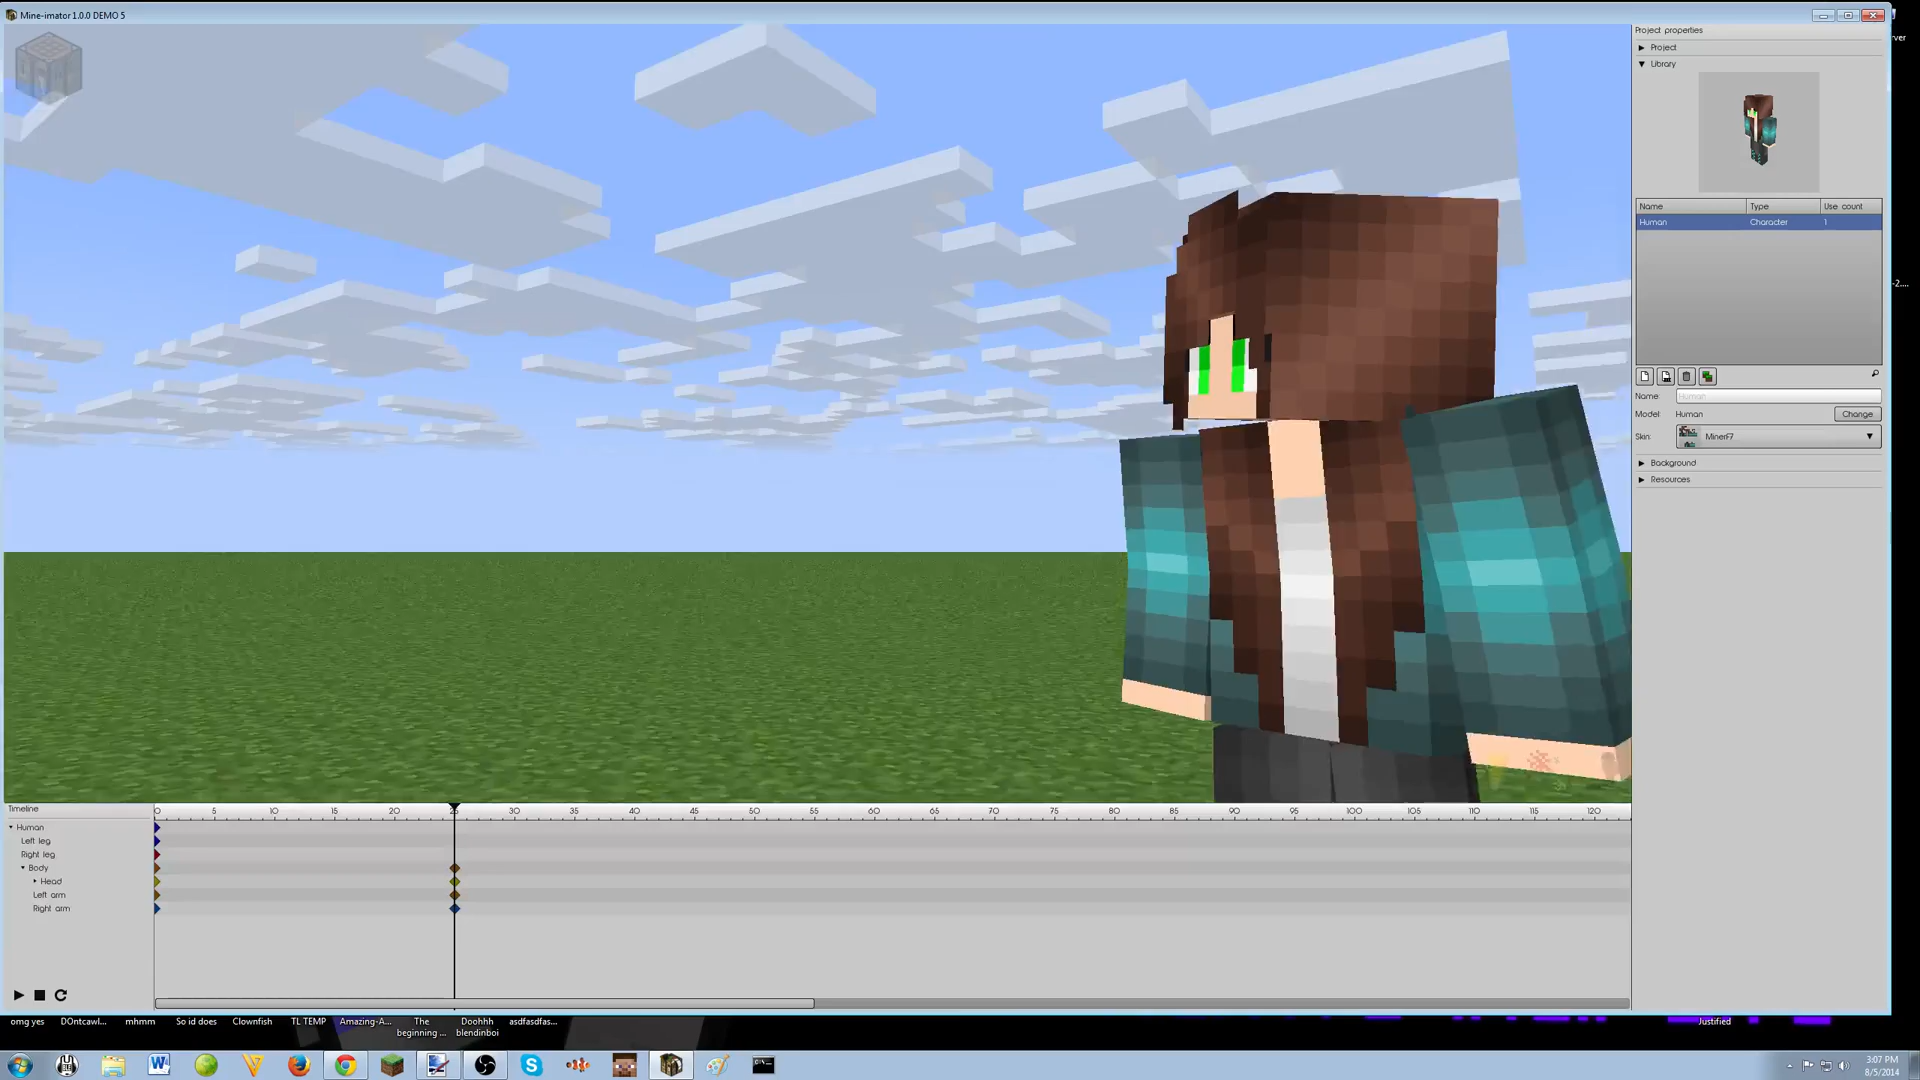 Mine-imator 1.0.0 DEMO 5
Project properties
Project
Library
Name Type Use count
Human Character 1
Name: Human
Model: Human Change
Skin: MinerF7
Background
Resources
Timeline
0 5 10 15 20 25 30 35 40 45 50 55 60 65 70 75 80 85 90 95 100 105 110 115 120
Human
Left leg
Right leg
Body
Head
Left arm
Right arm
omg yes DOntcawl... mhmm So id does Clownfish TL TEMP Amazing-A... The beginning ... Doohhh blendinboi asdfasdfas... Justified
3:07 PM
8/5/2014